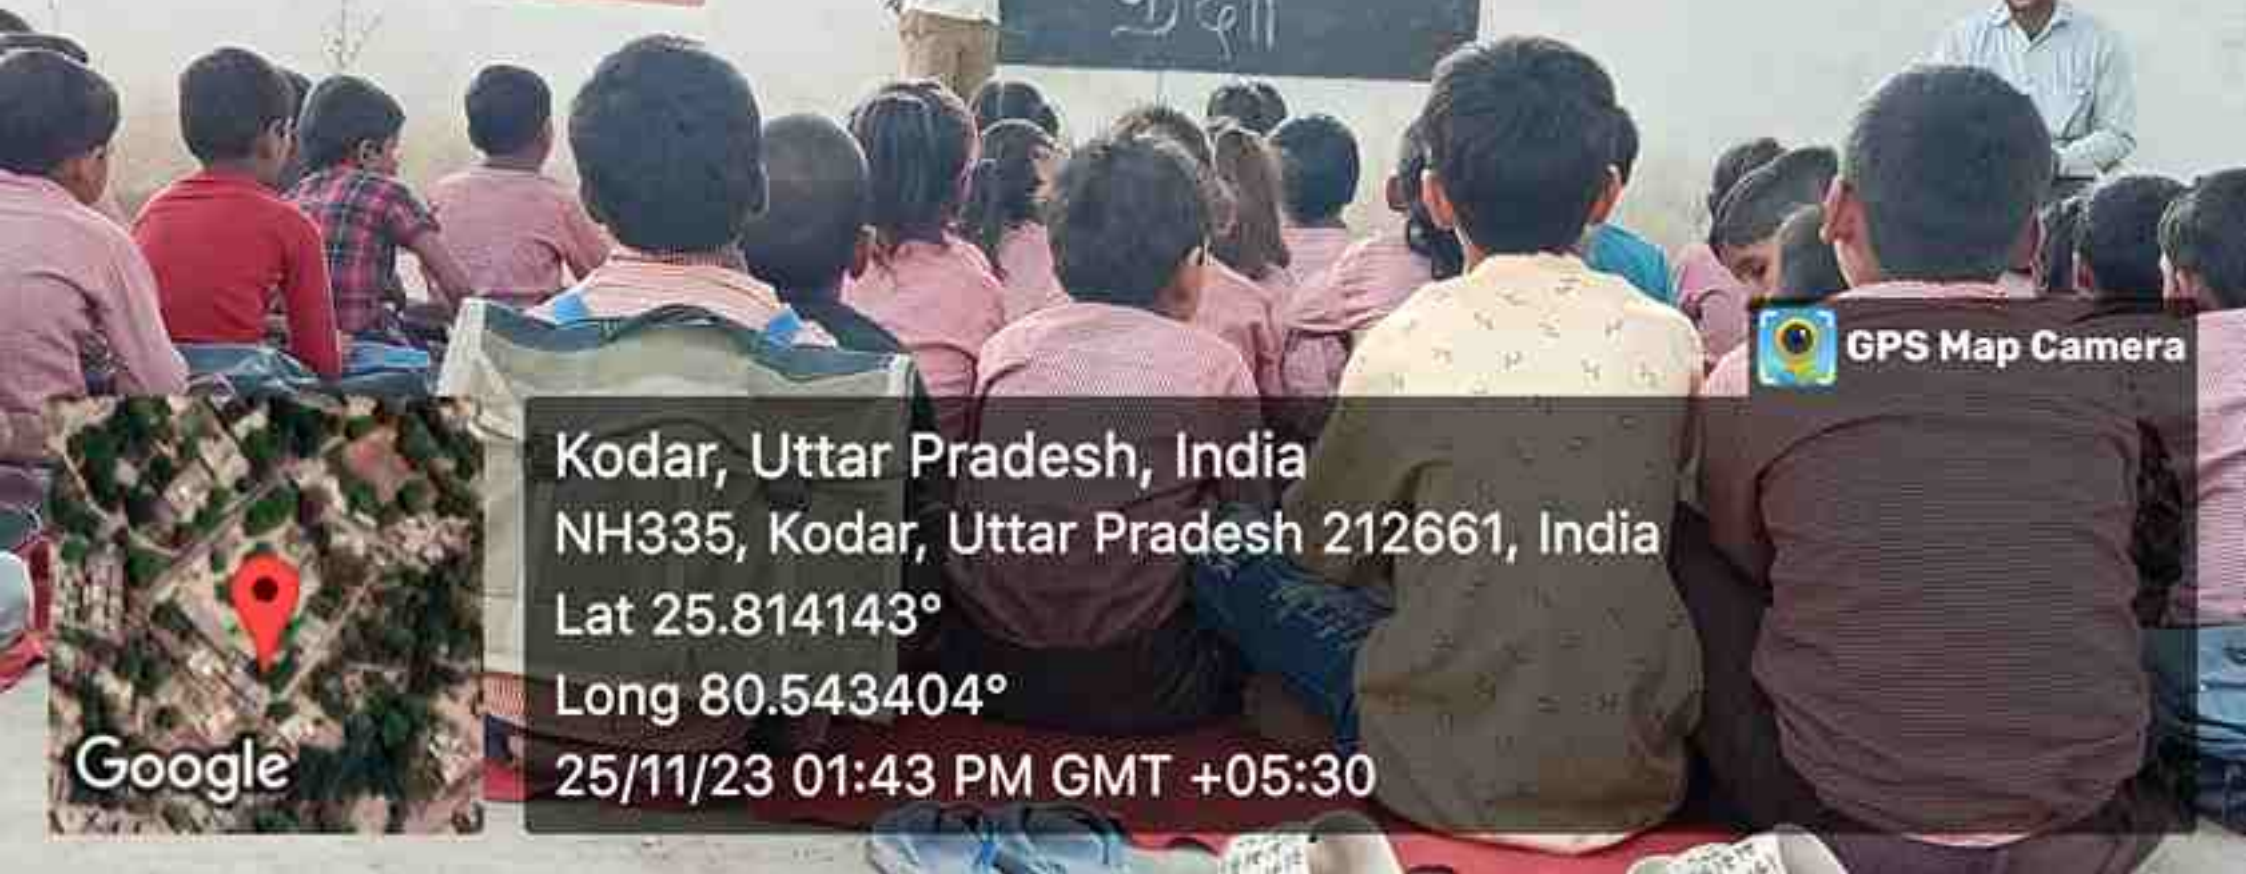 कक्षा
GPS Map Camera
Kodar, Uttar Pradesh, India
NH335, Kodar, Uttar Pradesh 212661, India
Lat 25.814143°
Long 80.543404°
25/11/23 01:43 PM GMT +05:30
Google